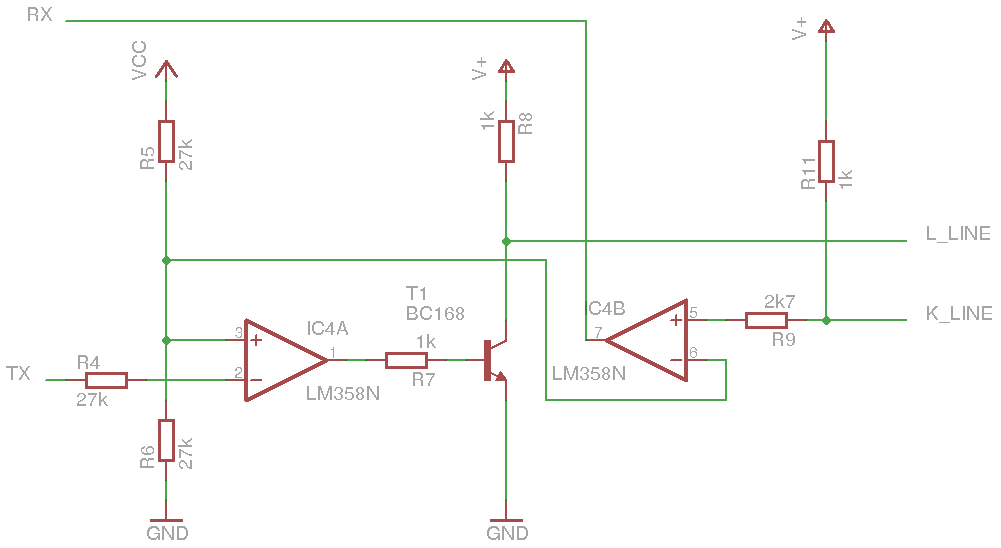 RX
VCC
R5
27k
V+
1k
R8
V+
R11
1k
L_LINE
T1
BC168
IC4A
3
2
1
LM358N
1k
R7
IC4B
7
5
6
LM358N
2k7
R9
K_LINE
TX
R4
27k
R6
27k
GND
GND